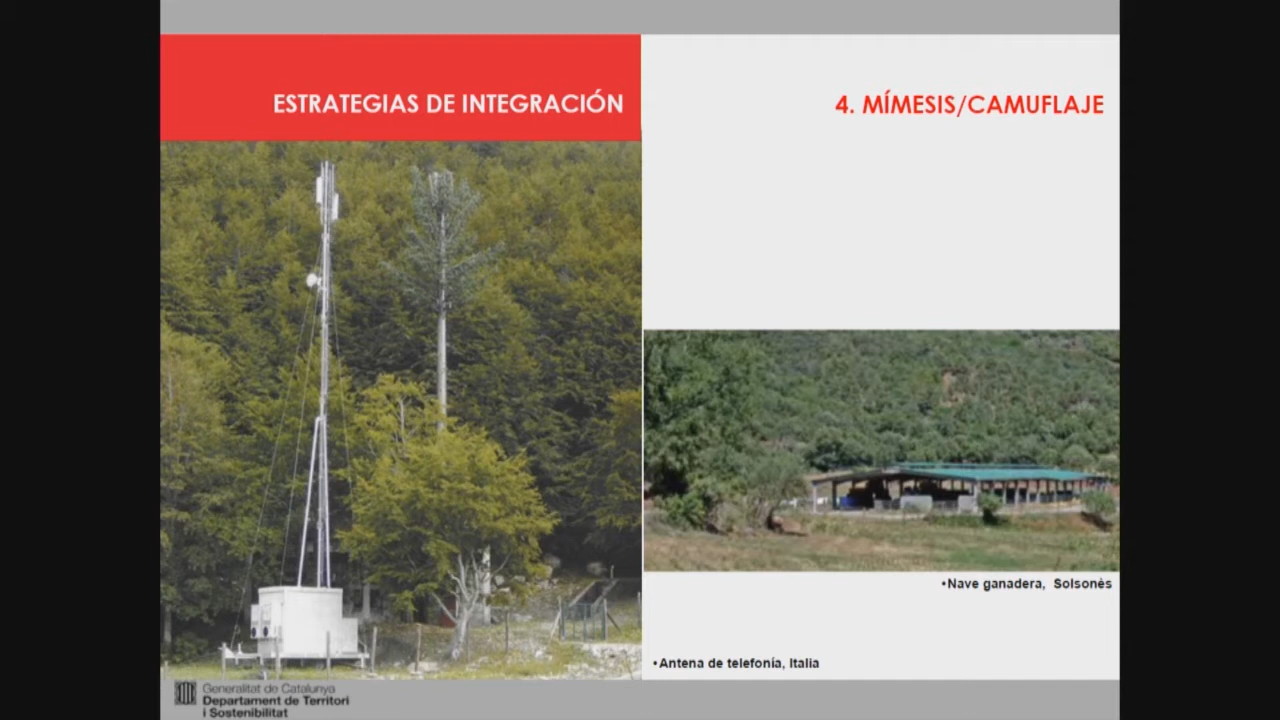 ESTRATEGIAS DE INTEGRACIÓN
4. MÍMESIS/CAMUFLAJE
•Nave ganadera, Solsonès
•Antena de telefonía, Italia
Generalitat de Catalunya
Departament de Territori
i Sostenibilitat